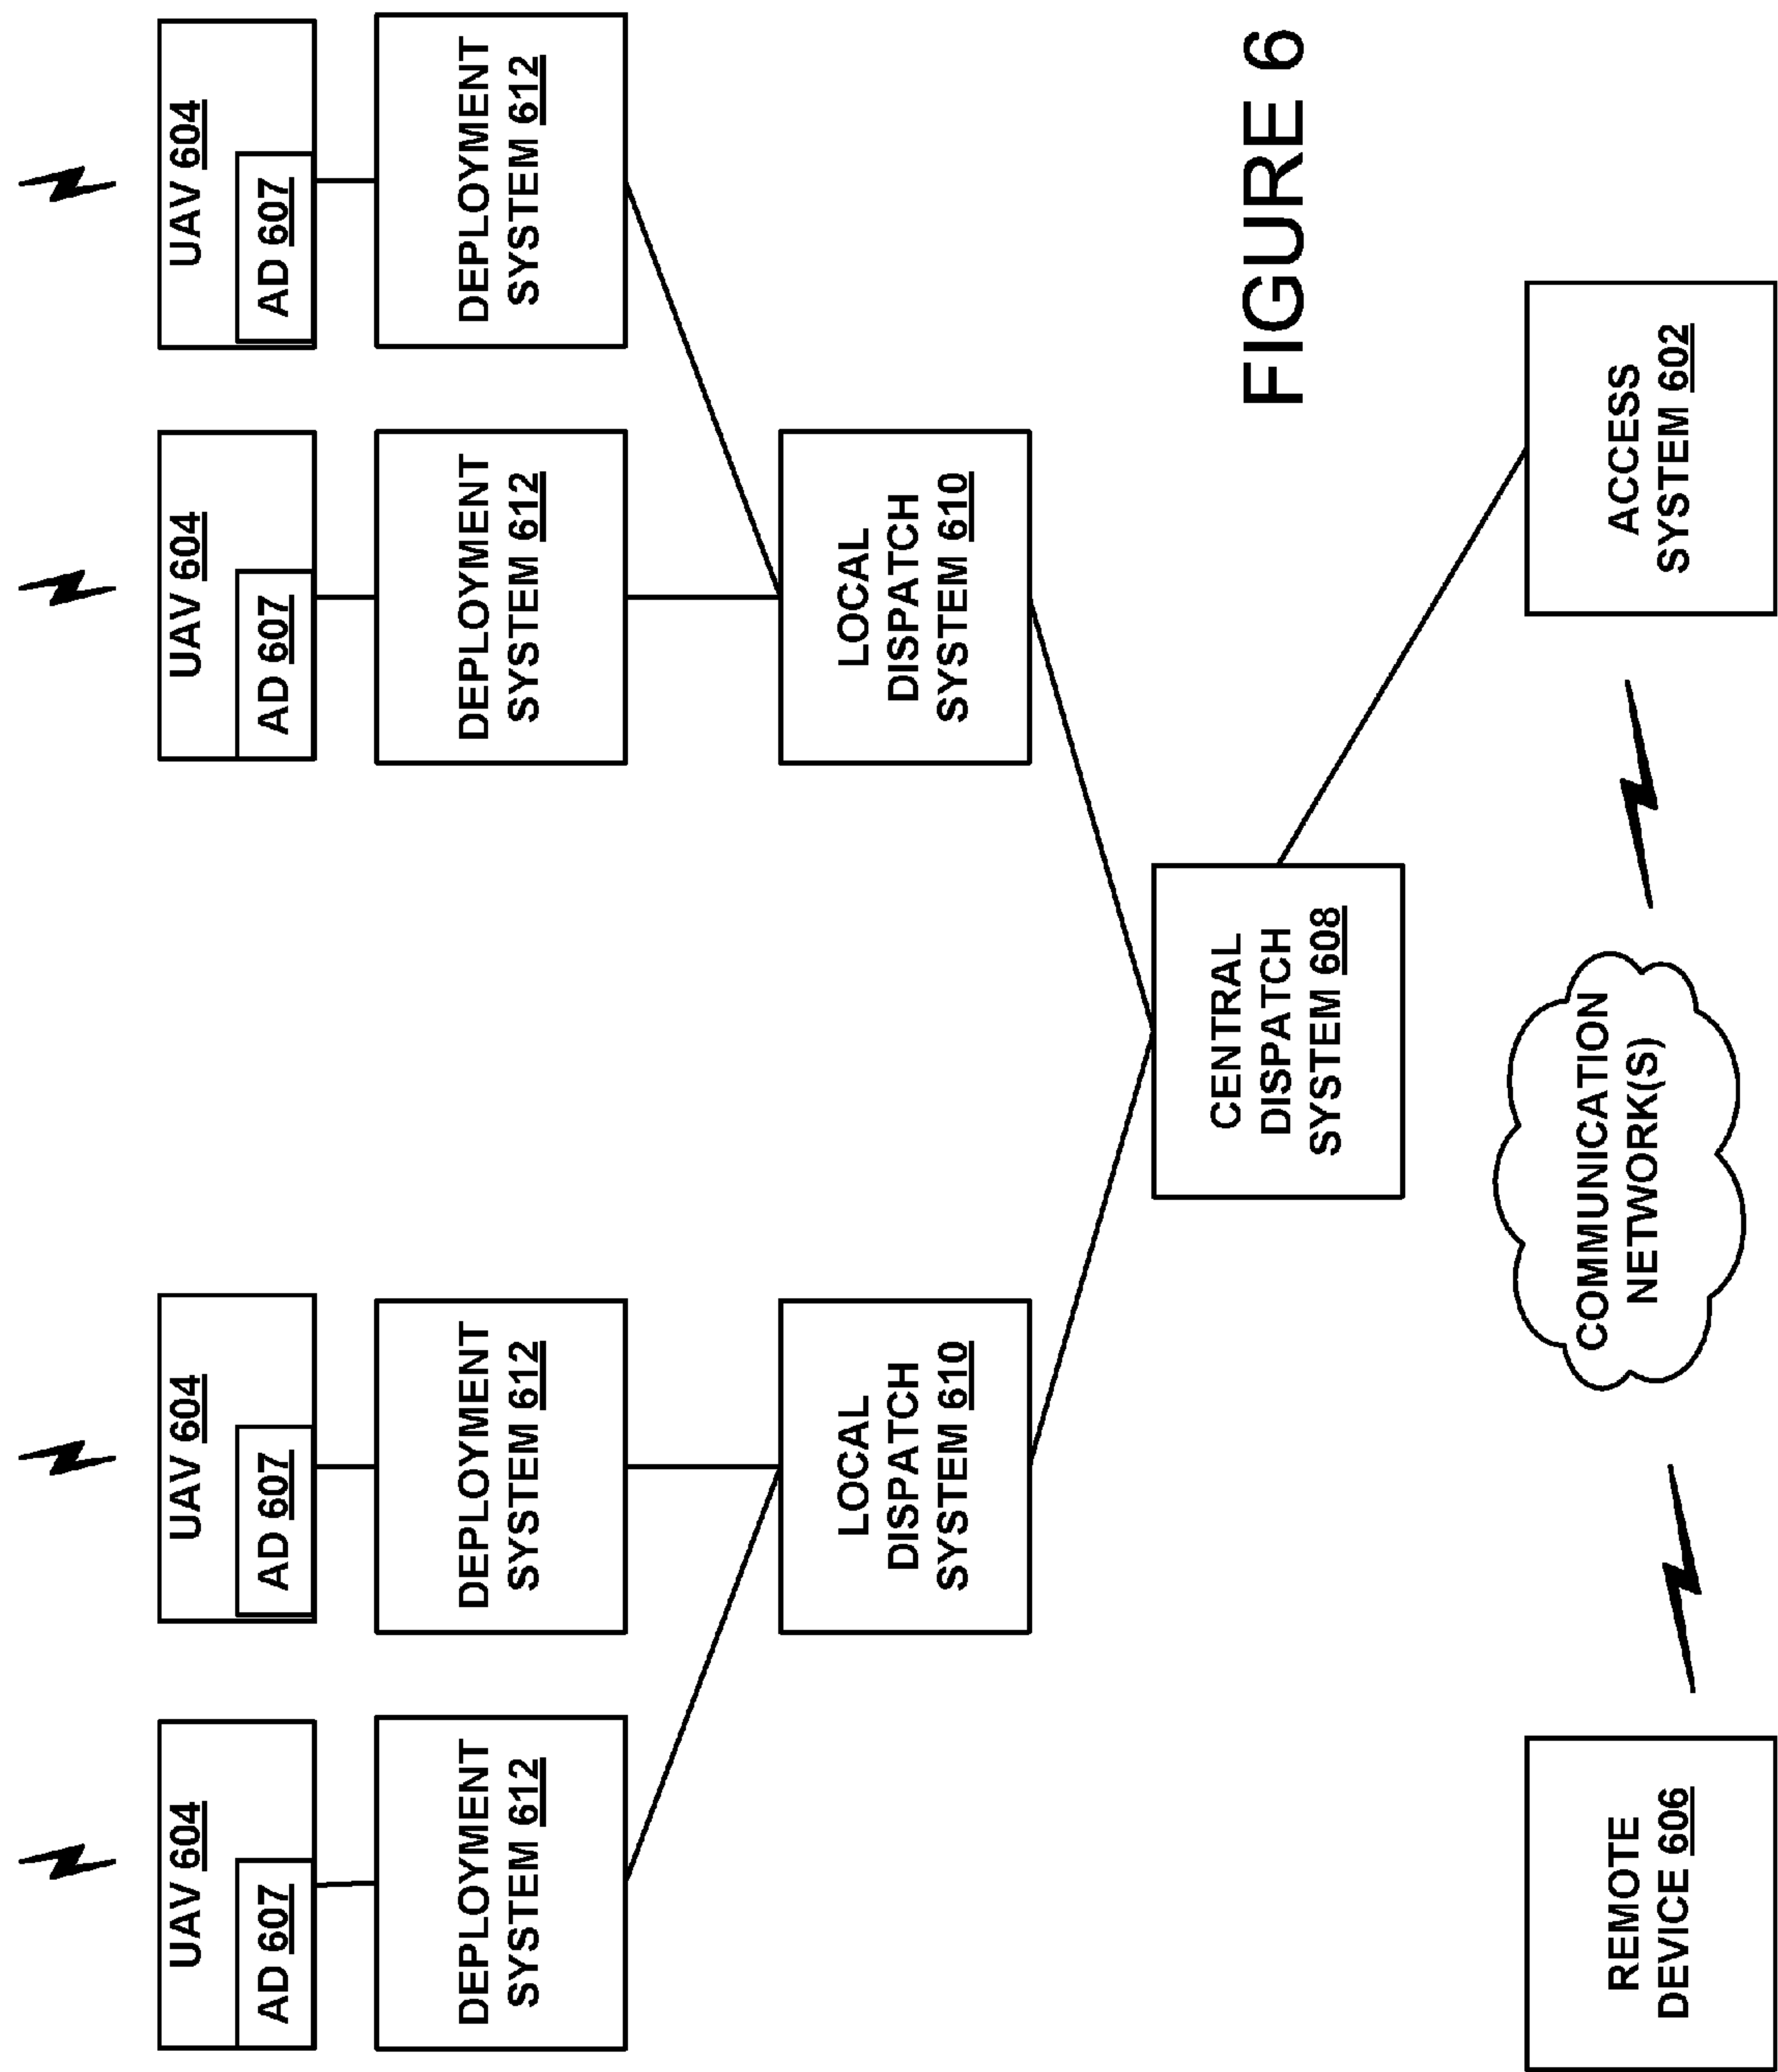 UAV 604
AD 607
UAV 604
AD 607
UAV 604
AD 607
UAV 604
AD 607
DEPLOYMENT
SYSTEM 612
DEPLOYMENT
SYSTEM 612
DEPLOYMENT
SYSTEM 612
DEPLOYMENT
SYSTEM 612
LOCAL
DISPATCH
SYSTEM 610
LOCAL
DISPATCH
SYSTEM 610
CENTRAL
DISPATCH
SYSTEM 608
FIGURE 6
REMOTE
DEVICE 606
COMMUNICATION
NETWORK(S)
ACCESS
SYSTEM 602